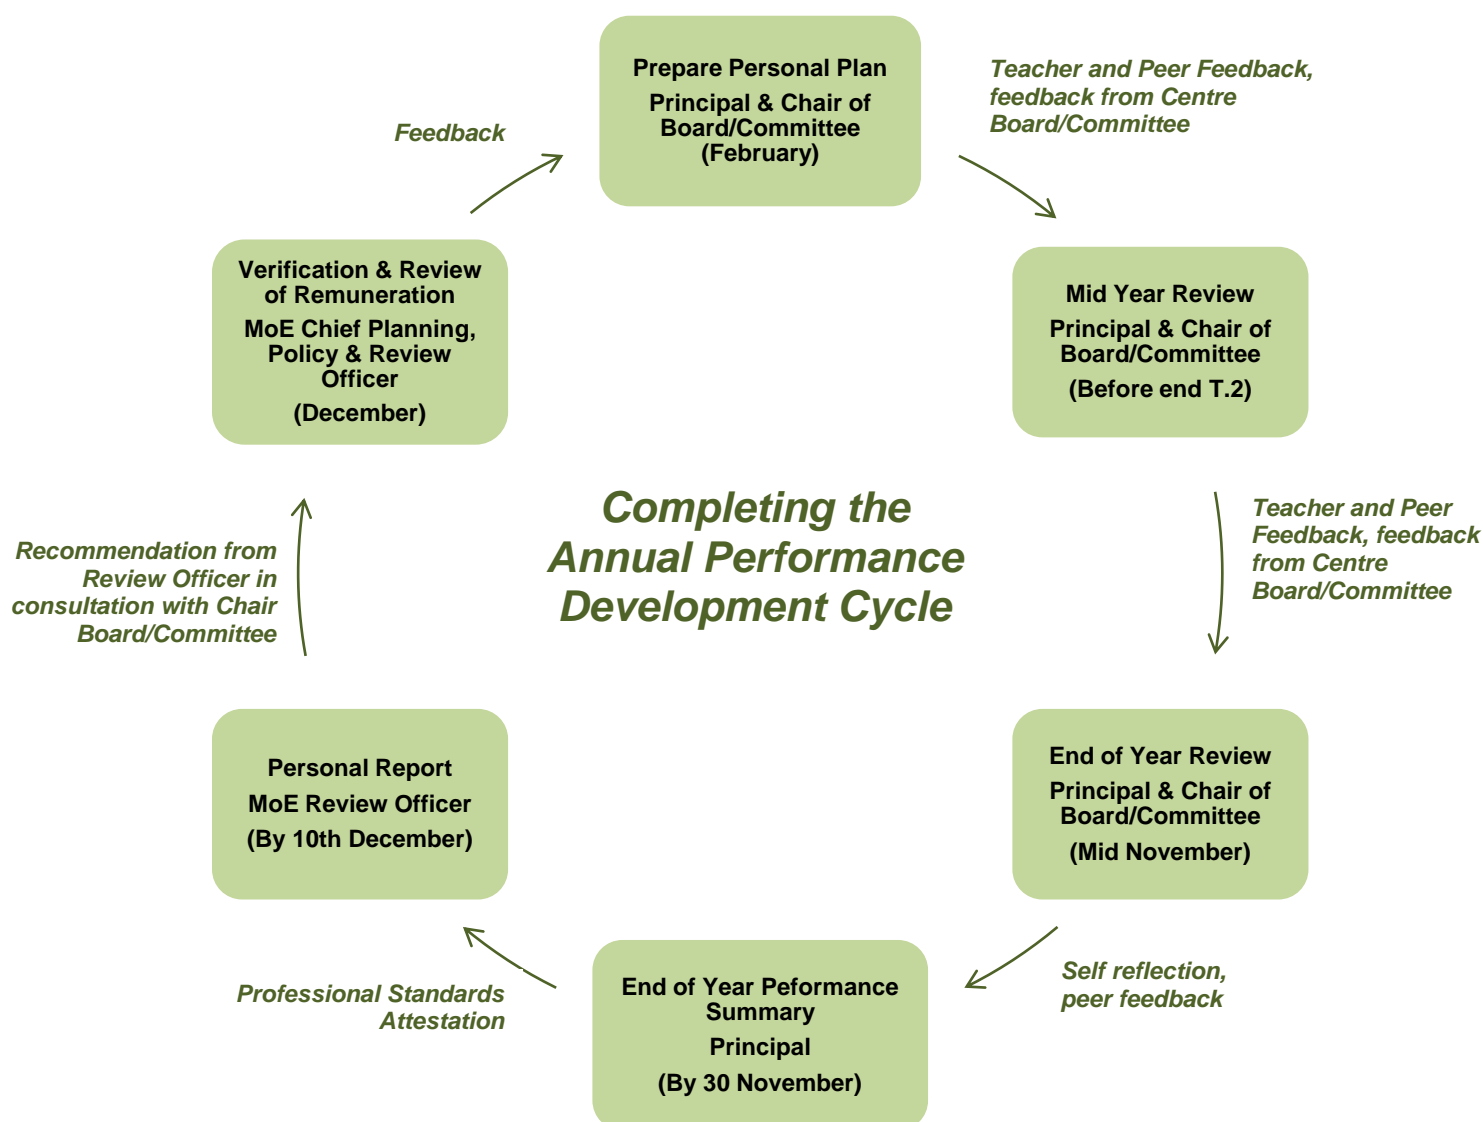 Prepare Personal Plan
Principal & Chair of
Board/Committee
(February)
Teacher and Peer Feedback,
feedback from Centre
Board/Committee
Mid Year Review
Principal & Chair of
Board/Committee
(Before end T.2)
Teacher and Peer
Feedback, feedback
from Centre
Board/Committee
End of Year Review
Principal & Chair of
Board/Committee
(Mid November)
Self reflection,
peer feedback
End of Year Peformance
Summary
Principal
(By 30 November)
Professional Standards
Attestation
Personal Report
MoE Review Officer
(By 10th December)
Recommendation from
Review Officer in
consultation with Chair
Board/Committee
Verification & Review
of Remuneration
MoE Chief Planning,
Policy & Review
Officer
(December)
Feedback
Completing the
Annual Performance
Development Cycle